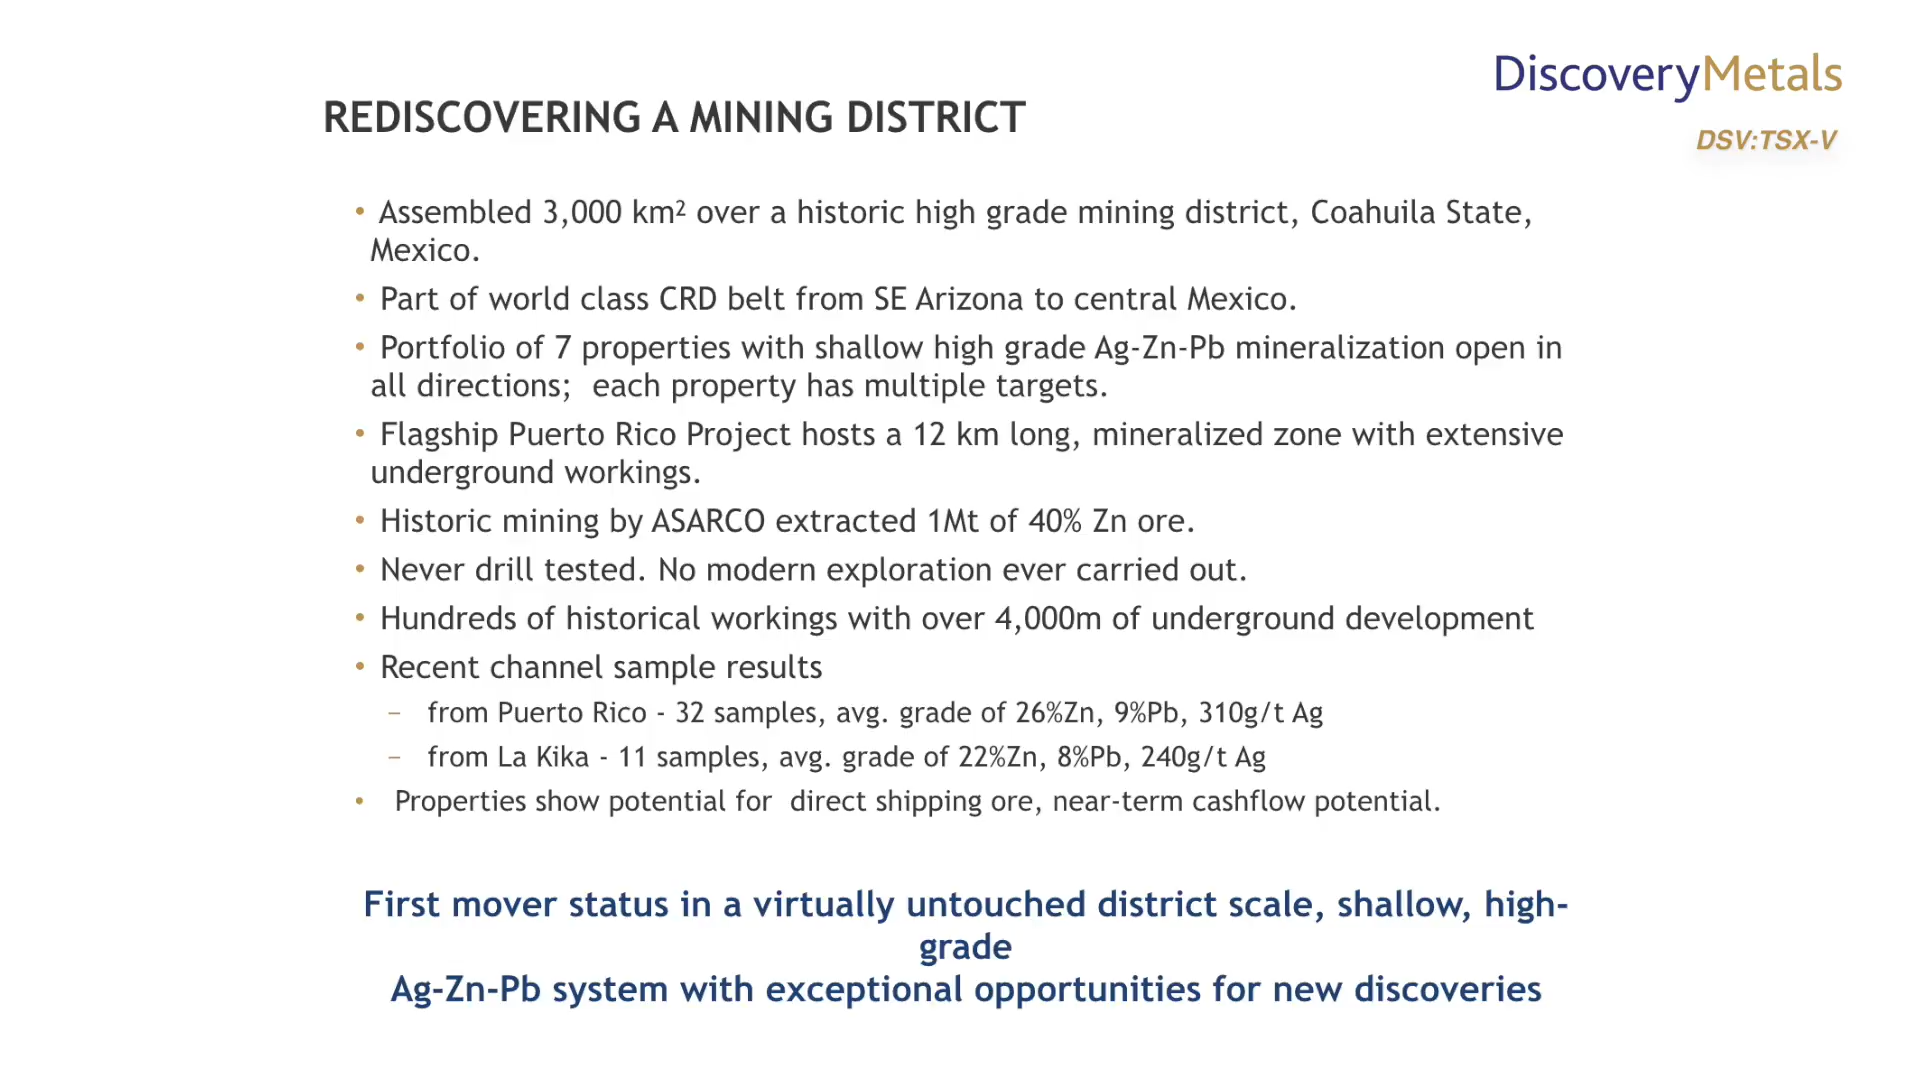 DiscoveryMetals
DSV:TSX-V
REDISCOVERING A MINING DISTRICT
• Assembled 3,000 km² over a historic high grade mining district, Coahuila State,
Mexico.
• Part of world class CRD belt from SE Arizona to central Mexico.
• Portfolio of 7 properties with shallow high grade Ag-Zn-Pb mineralization open in
all directions; each property has multiple targets.
• Flagship Puerto Rico Project hosts a 12 km long, mineralized zone with extensive
underground workings.
• Historic mining by ASARCO extracted 1Mt of 40% Zn ore.
• Never drill tested. No modern exploration ever carried out.
• Hundreds of historical workings with over 4,000m of underground development
• Recent channel sample results
– from Puerto Rico - 32 samples, avg. grade of 26%Zn, 9%Pb, 310g/t Ag
– from La Kika - 11 samples, avg. grade of 22%Zn, 8%Pb, 240g/t Ag
• Properties show potential for direct shipping ore, near-term cashflow potential.
First mover status in a virtually untouched district scale, shallow, high-
grade
Ag-Zn-Pb system with exceptional opportunities for new discoveries